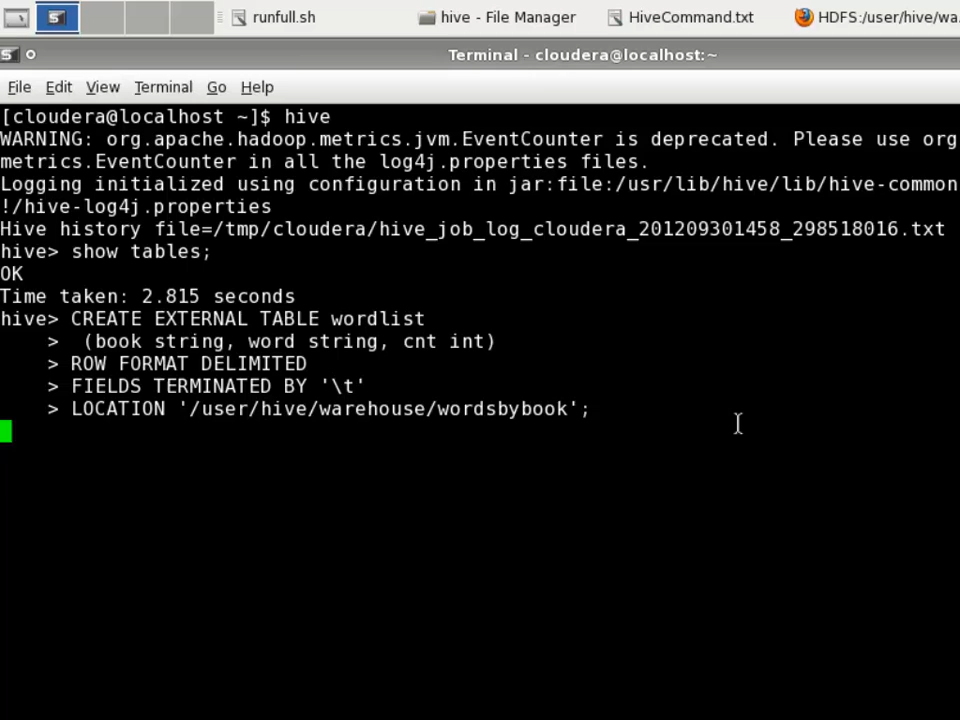 runfull.sh
hive - File Manager
HiveCommand.txt
HDFS:/user/hive/wa.
Terminal - cloudera@localhost:~
File Edit View Terminal Go Help
[cloudera@localhost ~]$ hive
WARNING: org.apache.hadoop.metrics.jvm.EventCounter is deprecated. Please use org
metrics.EventCounter in all the log4j.properties files.
Logging initialized using configuration in jar:file:/usr/lib/hive/lib/hive-common
!/hive-log4j.properties
Hive history file=/tmp/cloudera/hive_job_log_cloudera_201209301458_298518016.txt
hive> show tables;
OK
Time taken: 2.815 seconds
hive> CREATE EXTERNAL TABLE wordlist
    >  (book string, word string, cnt int)
    > ROW FORMAT DELIMITED
    > FIELDS TERMINATED BY '\t'
    > LOCATION '/user/hive/warehouse/wordsbybook';